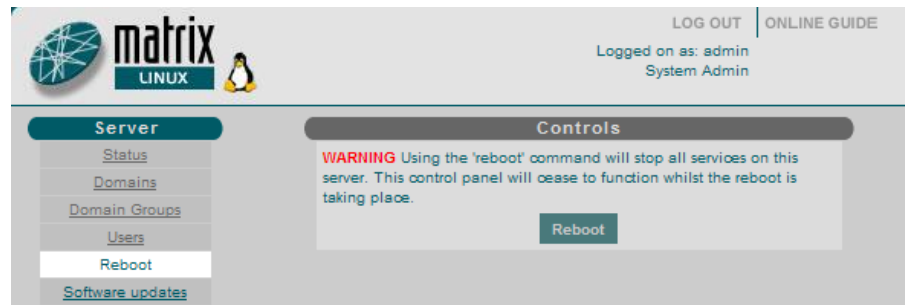 matrix
LINUX
LOG OUT
ONLINE GUIDE
Logged on as: admin
System Admin
Server
Status
Domains
Domain Groups
Users
Reboot
Software updates
Controls
WARNING Using the 'reboot' command will stop all services on this
server. This control panel will cease to function whilst the reboot is
taking place.
Reboot